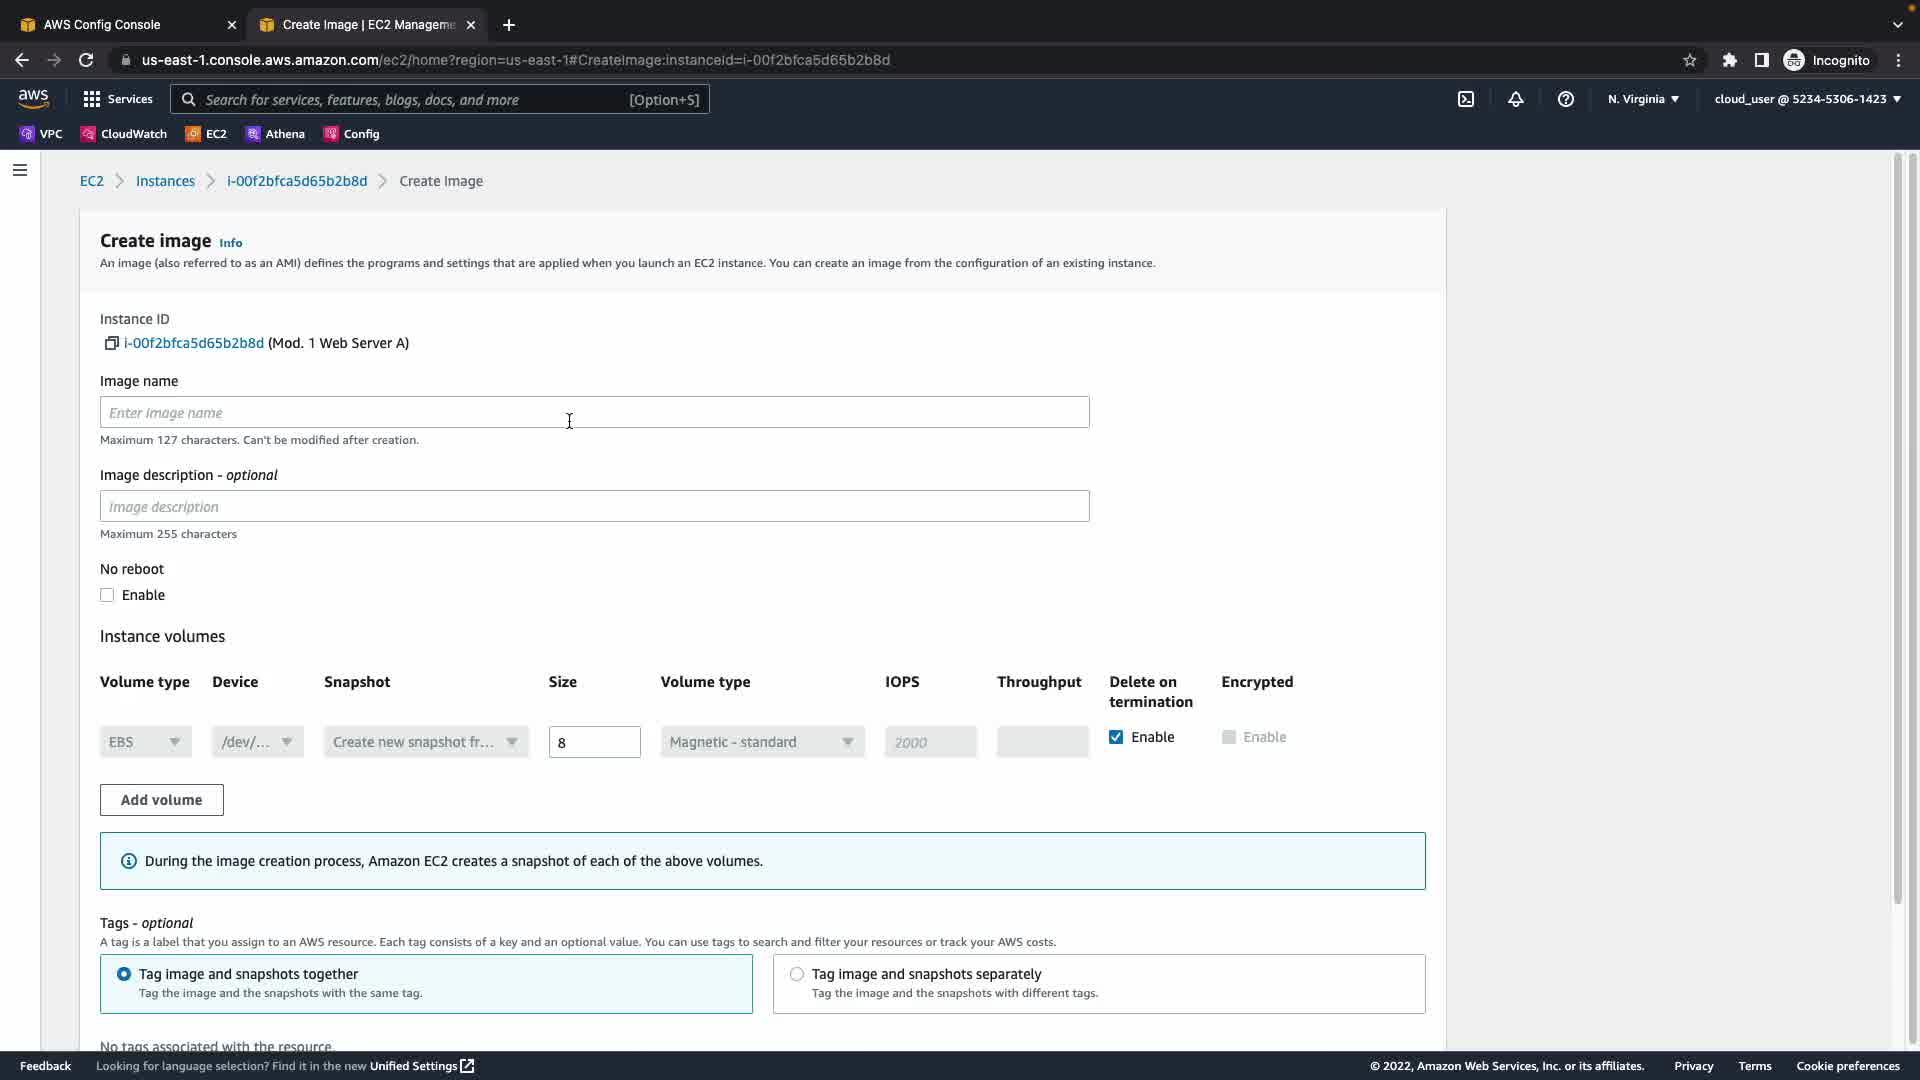 AWS Config Console
Create Image | EC2 Manageme
us-east-1.console.aws.amazon.com/ec2/home?region=us-east-1#CreateImage:instanceId=i-00f2bfca5d65b2b8d
Incognito
aws
Services
Search for services, features, blogs, docs, and more
[Option+S]
N. Virginia
cloud_user @ 5234-5306-1423
VPC
CloudWatch
EC2
Athena
Config
EC2
Instances
i-00f2bfca5d65b2b8d
Create Image
Create image Info
An image (also referred to as an AMI) defines the programs and settings that are applied when you launch an EC2 instance. You can create an image from the configuration of an existing instance.
Instance ID
i-00f2bfca5d65b2b8d (Mod. 1 Web Server A)
Image name
Enter image name
Maximum 127 characters. Can't be modified after creation.
Image description - optional
Image description
Maximum 255 characters
No reboot
Enable
Instance volumes
Volume type Device Snapshot Size Volume type IOPS Throughput Delete on termination Encrypted
EBS /dev/... Create new snapshot fr... 8 Magnetic - standard 2000 Enable Enable
Add volume
During the image creation process, Amazon EC2 creates a snapshot of each of the above volumes.
Tags - optional
A tag is a label that you assign to an AWS resource. Each tag consists of a key and an optional value. You can use tags to search and filter your resources or track your AWS costs.
Tag image and snapshots together
Tag the image and the snapshots with the same tag.
Tag image and snapshots separately
Tag the image and the snapshots with different tags.
No tags associated with the resource.
Feedback
Looking for language selection? Find it in the new Unified Settings
© 2022, Amazon Web Services, Inc. or its affiliates.
Privacy
Terms
Cookie preferences